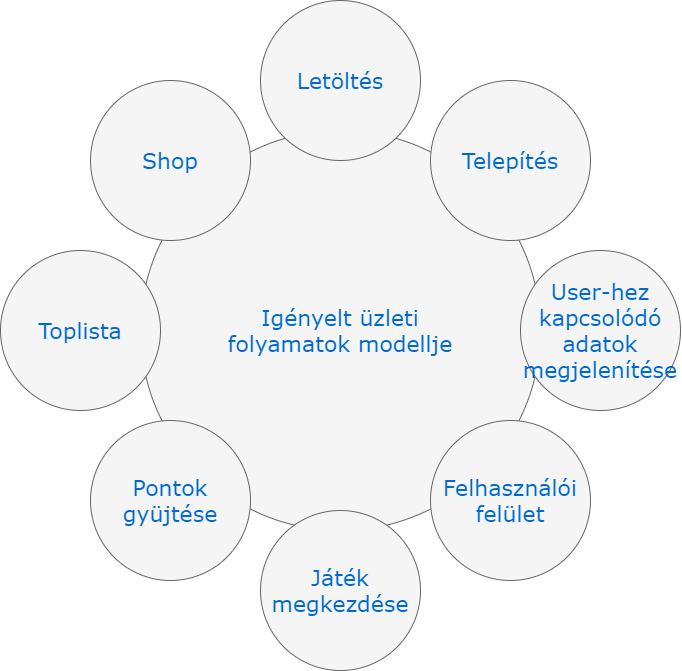 Letöltés
Shop
Telepítés
User-hez
kapcsolódó
adatok
megjelenítése
Toplista
Igényelt üzleti
folyamatok modellje
Pontok
gyüjtése
Felhasználói
felület
Játék
megkezdése